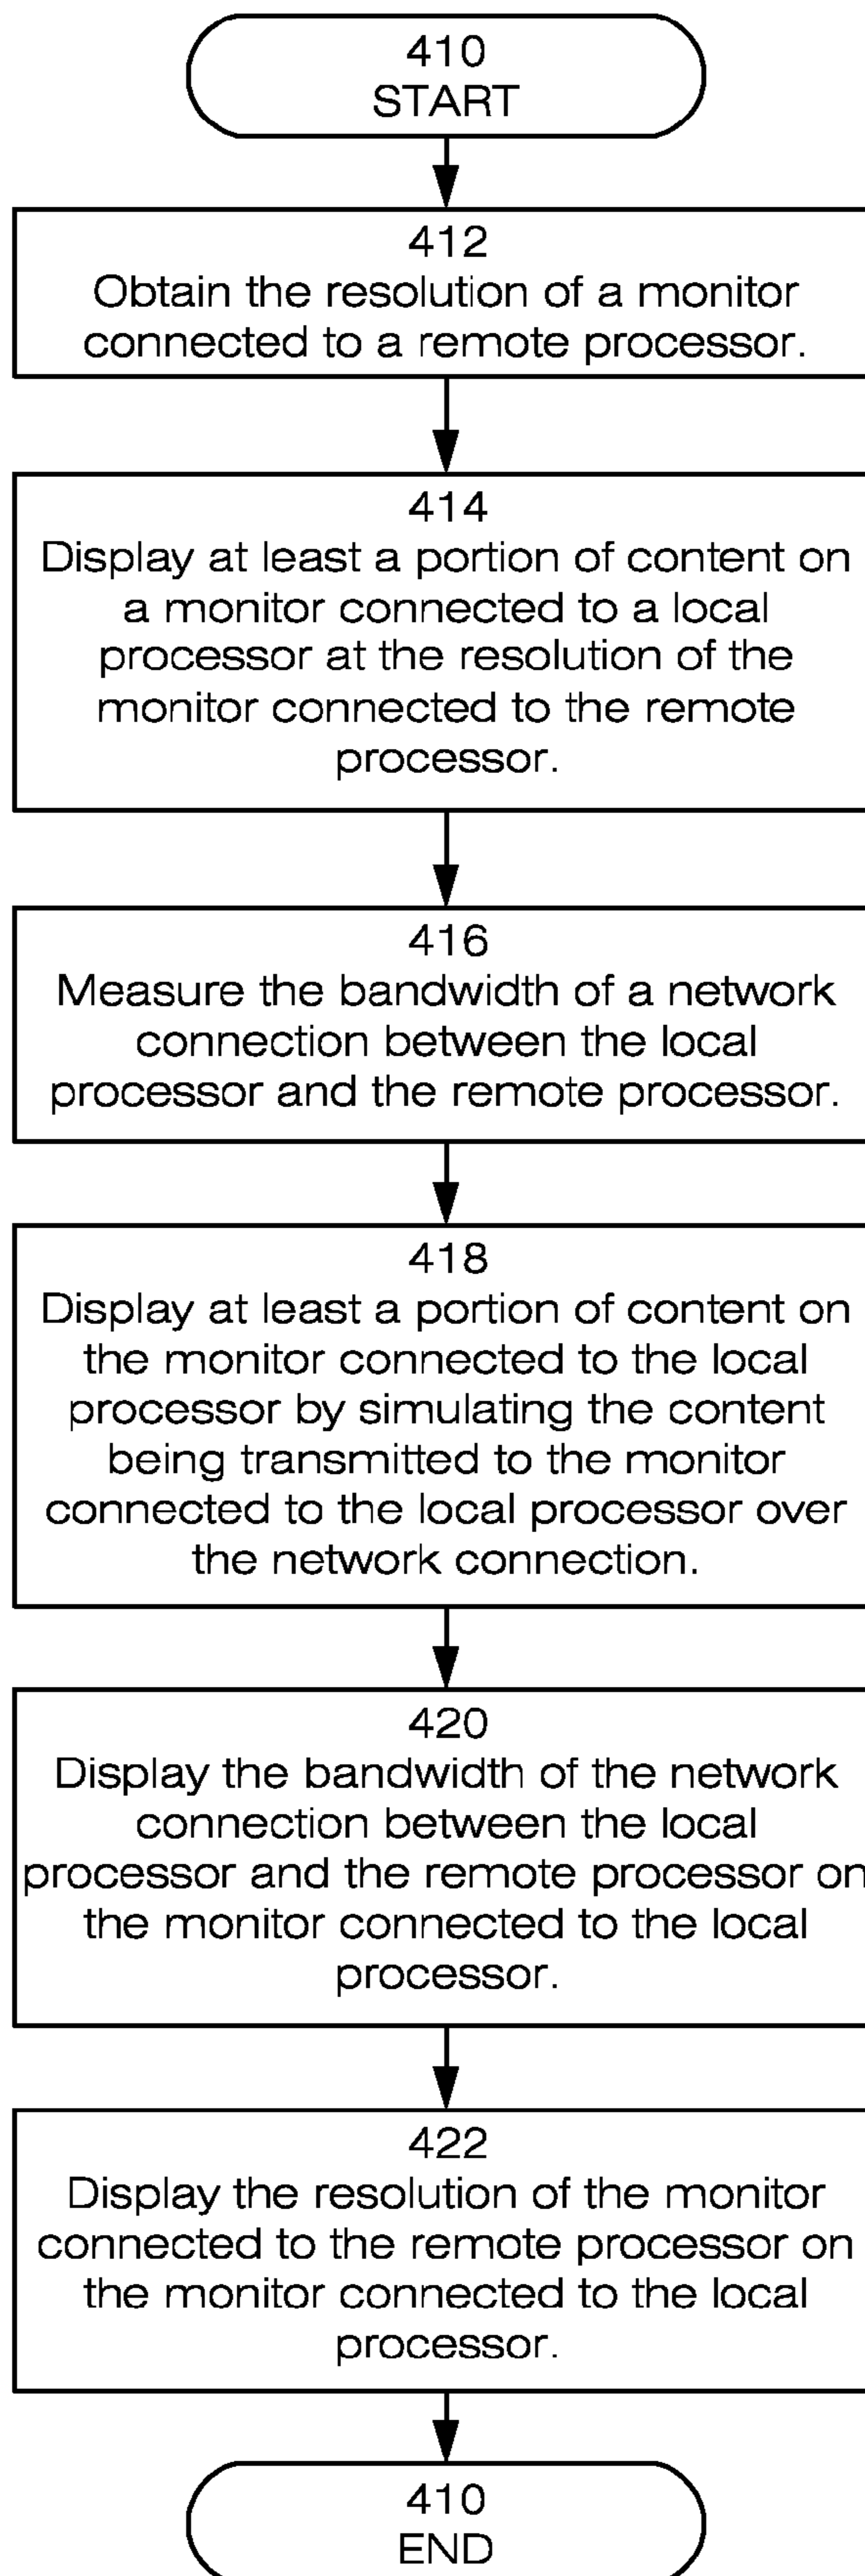 410
START
412
Obtain the resolution of a monitor
connected to a remote processor.
414
Display at least a portion of content on
a monitor connected to a local
processor at the resolution of the
monitor connected to the remote
processor.
416
Measure the bandwidth of a network
connection between the local
processor and the remote processor.
418
Display at least a portion of content on
the monitor connected to the local
processor by simulating the content
being transmitted to the monitor
connected to the local processor over
the network connection.
420
Display the bandwidth of the network
connection between the local
processor and the remote processor on
the monitor connected to the local
processor.
422
Display the resolution of the monitor
connected to the remote processor on
the monitor connected to the local
processor.
410
END